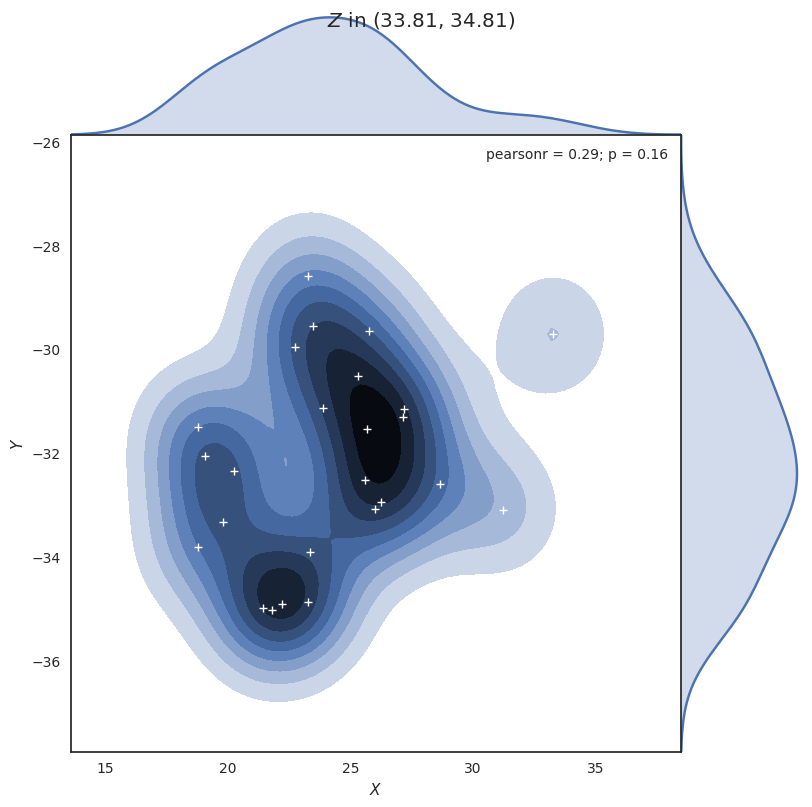 Z in (33.81, 34.81)
pearsonr = 0.29; p = 0.16
−26
−28
−30
−32
−34
−36
Y
15 20 25 30 35
X